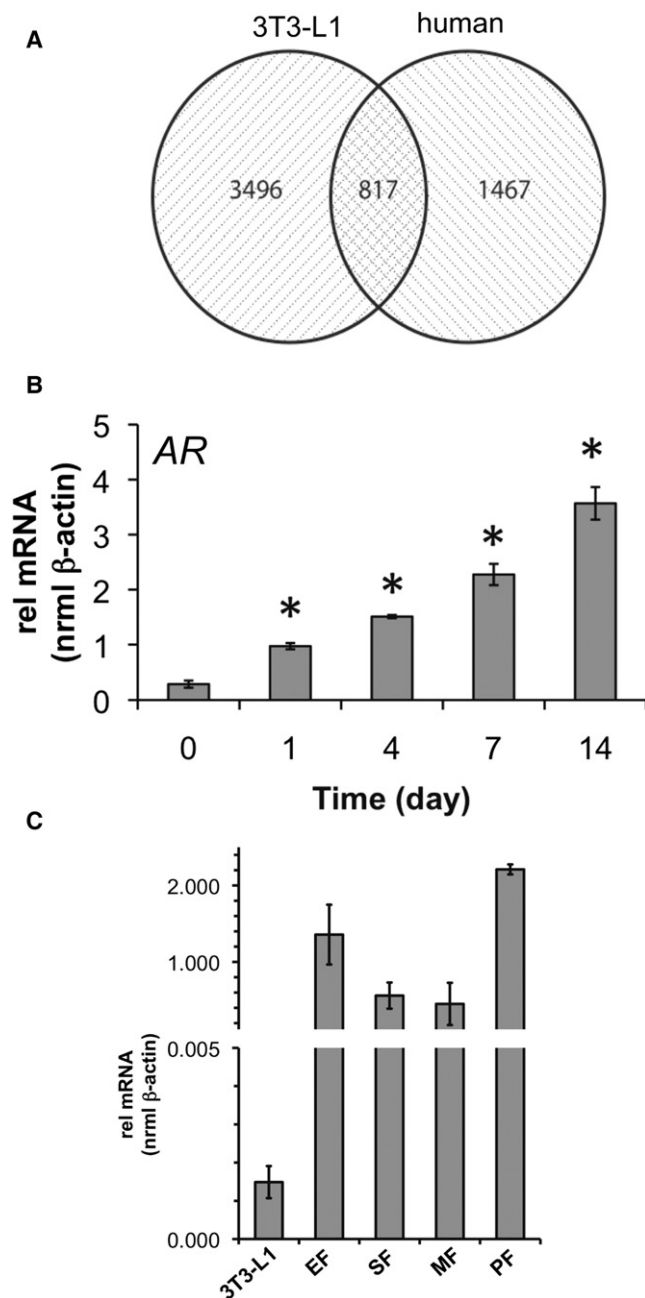 A
3T3-L1 human
3496 817 1467
B
AR
rel mRNA
(nrml β-actin)
5
4
3
2
1
0
* * * *
0 1 4 7 14
Time (day)
C
rel mRNA
(nrml β-actin)
2.000
1.000
0.005
0.000
3T3-L1 EF SF MF PF